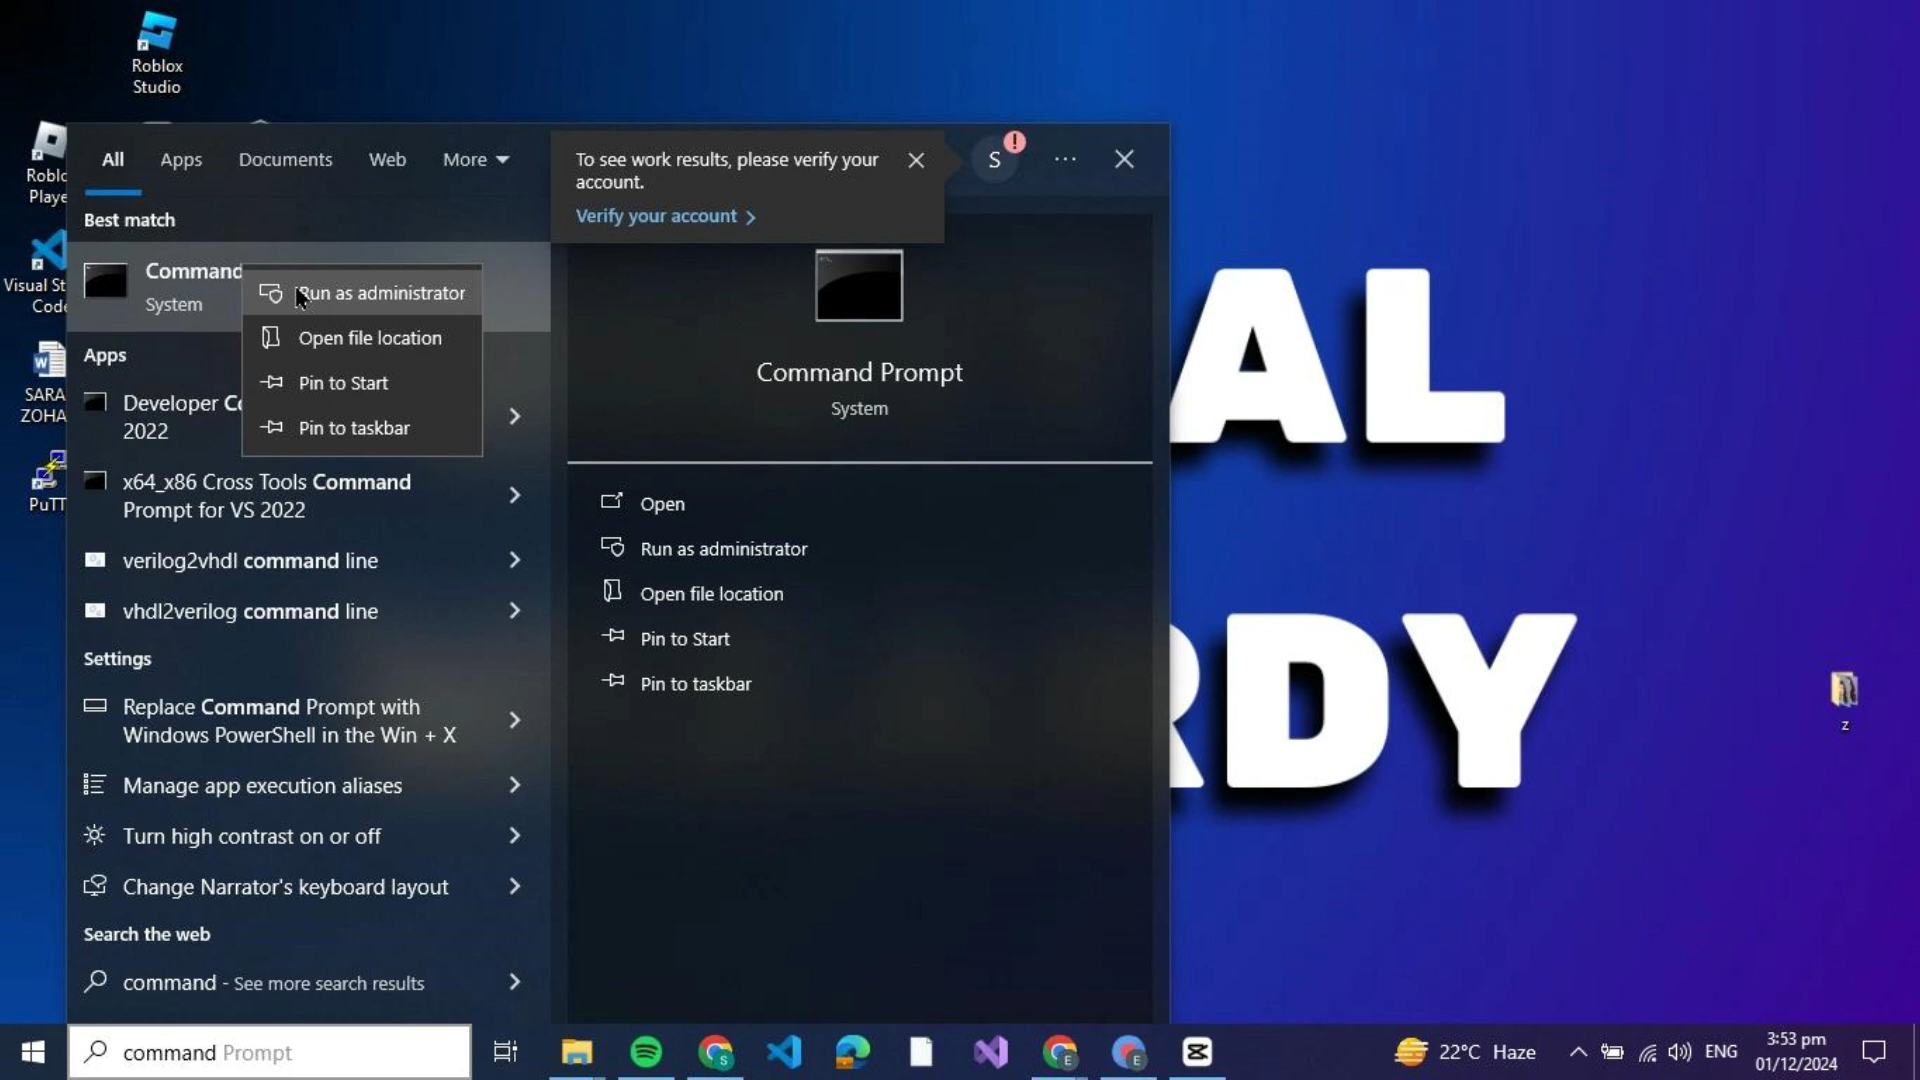 Roblox
Studio
Roblo
Playe
Visual St
Code
SARA
ZOHA
PuTT
All
Apps
Documents
Web
More
To see work results, please verify your
account.
Verify your account
S
!
Best match
Command
System
Run as administrator
Open file location
Pin to Start
Pin to taskbar
Apps
Developer Co
2022
x64_x86 Cross Tools Command
Prompt for VS 2022
verilog2vhdl command line
vhdl2verilog command line
Settings
Replace Command Prompt with
Windows PowerShell in the Win + X
Manage app execution aliases
Turn high contrast on or off
Change Narrator's keyboard layout
Search the web
command - See more search results
Command Prompt
System
Open
Run as administrator
Open file location
Pin to Start
Pin to taskbar
AL
RDY
z
command Prompt
22°C Haze
ENG
3:53 pm
01/12/2024